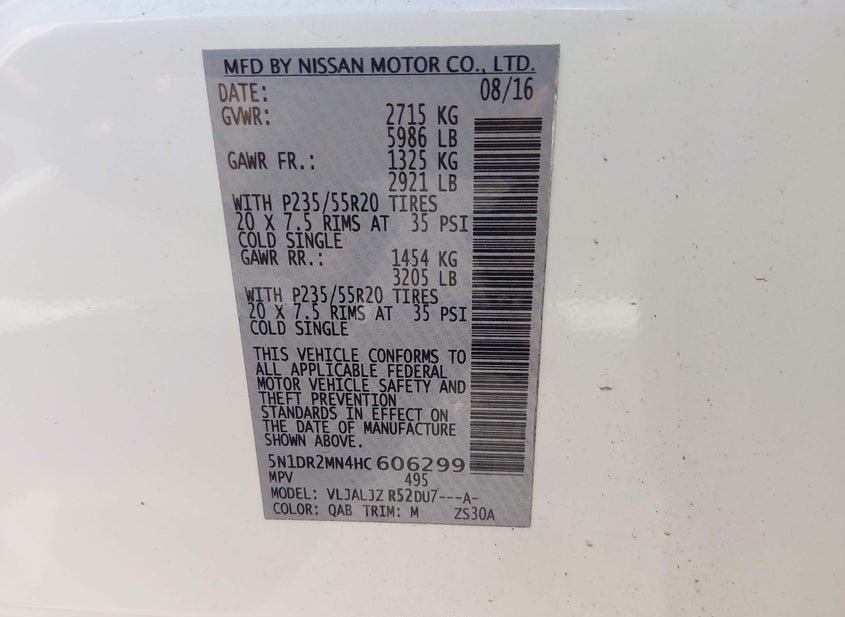 MFD BY NISSAN MOTOR CO., LTD.
DATE: 08/16
GVWR: 2715 KG
5986 LB
GAWR FR.: 1325 KG
2921 LB
WITH P235/55R20 TIRES
20 X 7.5 RIMS AT 35 PSI
COLD SINGLE
GAWR RR.: 1454 KG
3205 LB
WITH P235/55R20 TIRES
20 X 7.5 RIMS AT 35 PSI
COLD SINGLE
THIS VEHICLE CONFORMS TO
ALL APPLICABLE FEDERAL
MOTOR VEHICLE SAFETY AND
THEFT PREVENTION
STANDARDS IN EFFECT ON
THE DATE OF MANUFACTURE
SHOWN ABOVE.
5N1DR2MN4HC606299
MPV 495
MODEL: VLJALJZ R52DU7---A-
COLOR: QAB TRIM: M ZS30A